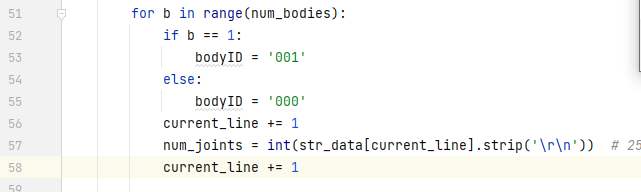 51 for b in range(num_bodies):
52 if b == 1:
53 bodyID = '001'
54 else:
55 bodyID = '000'
56 current_line += 1
57 num_joints = int(str_data[current_line].strip('\r\n')) # 25
58 current_line += 1
59